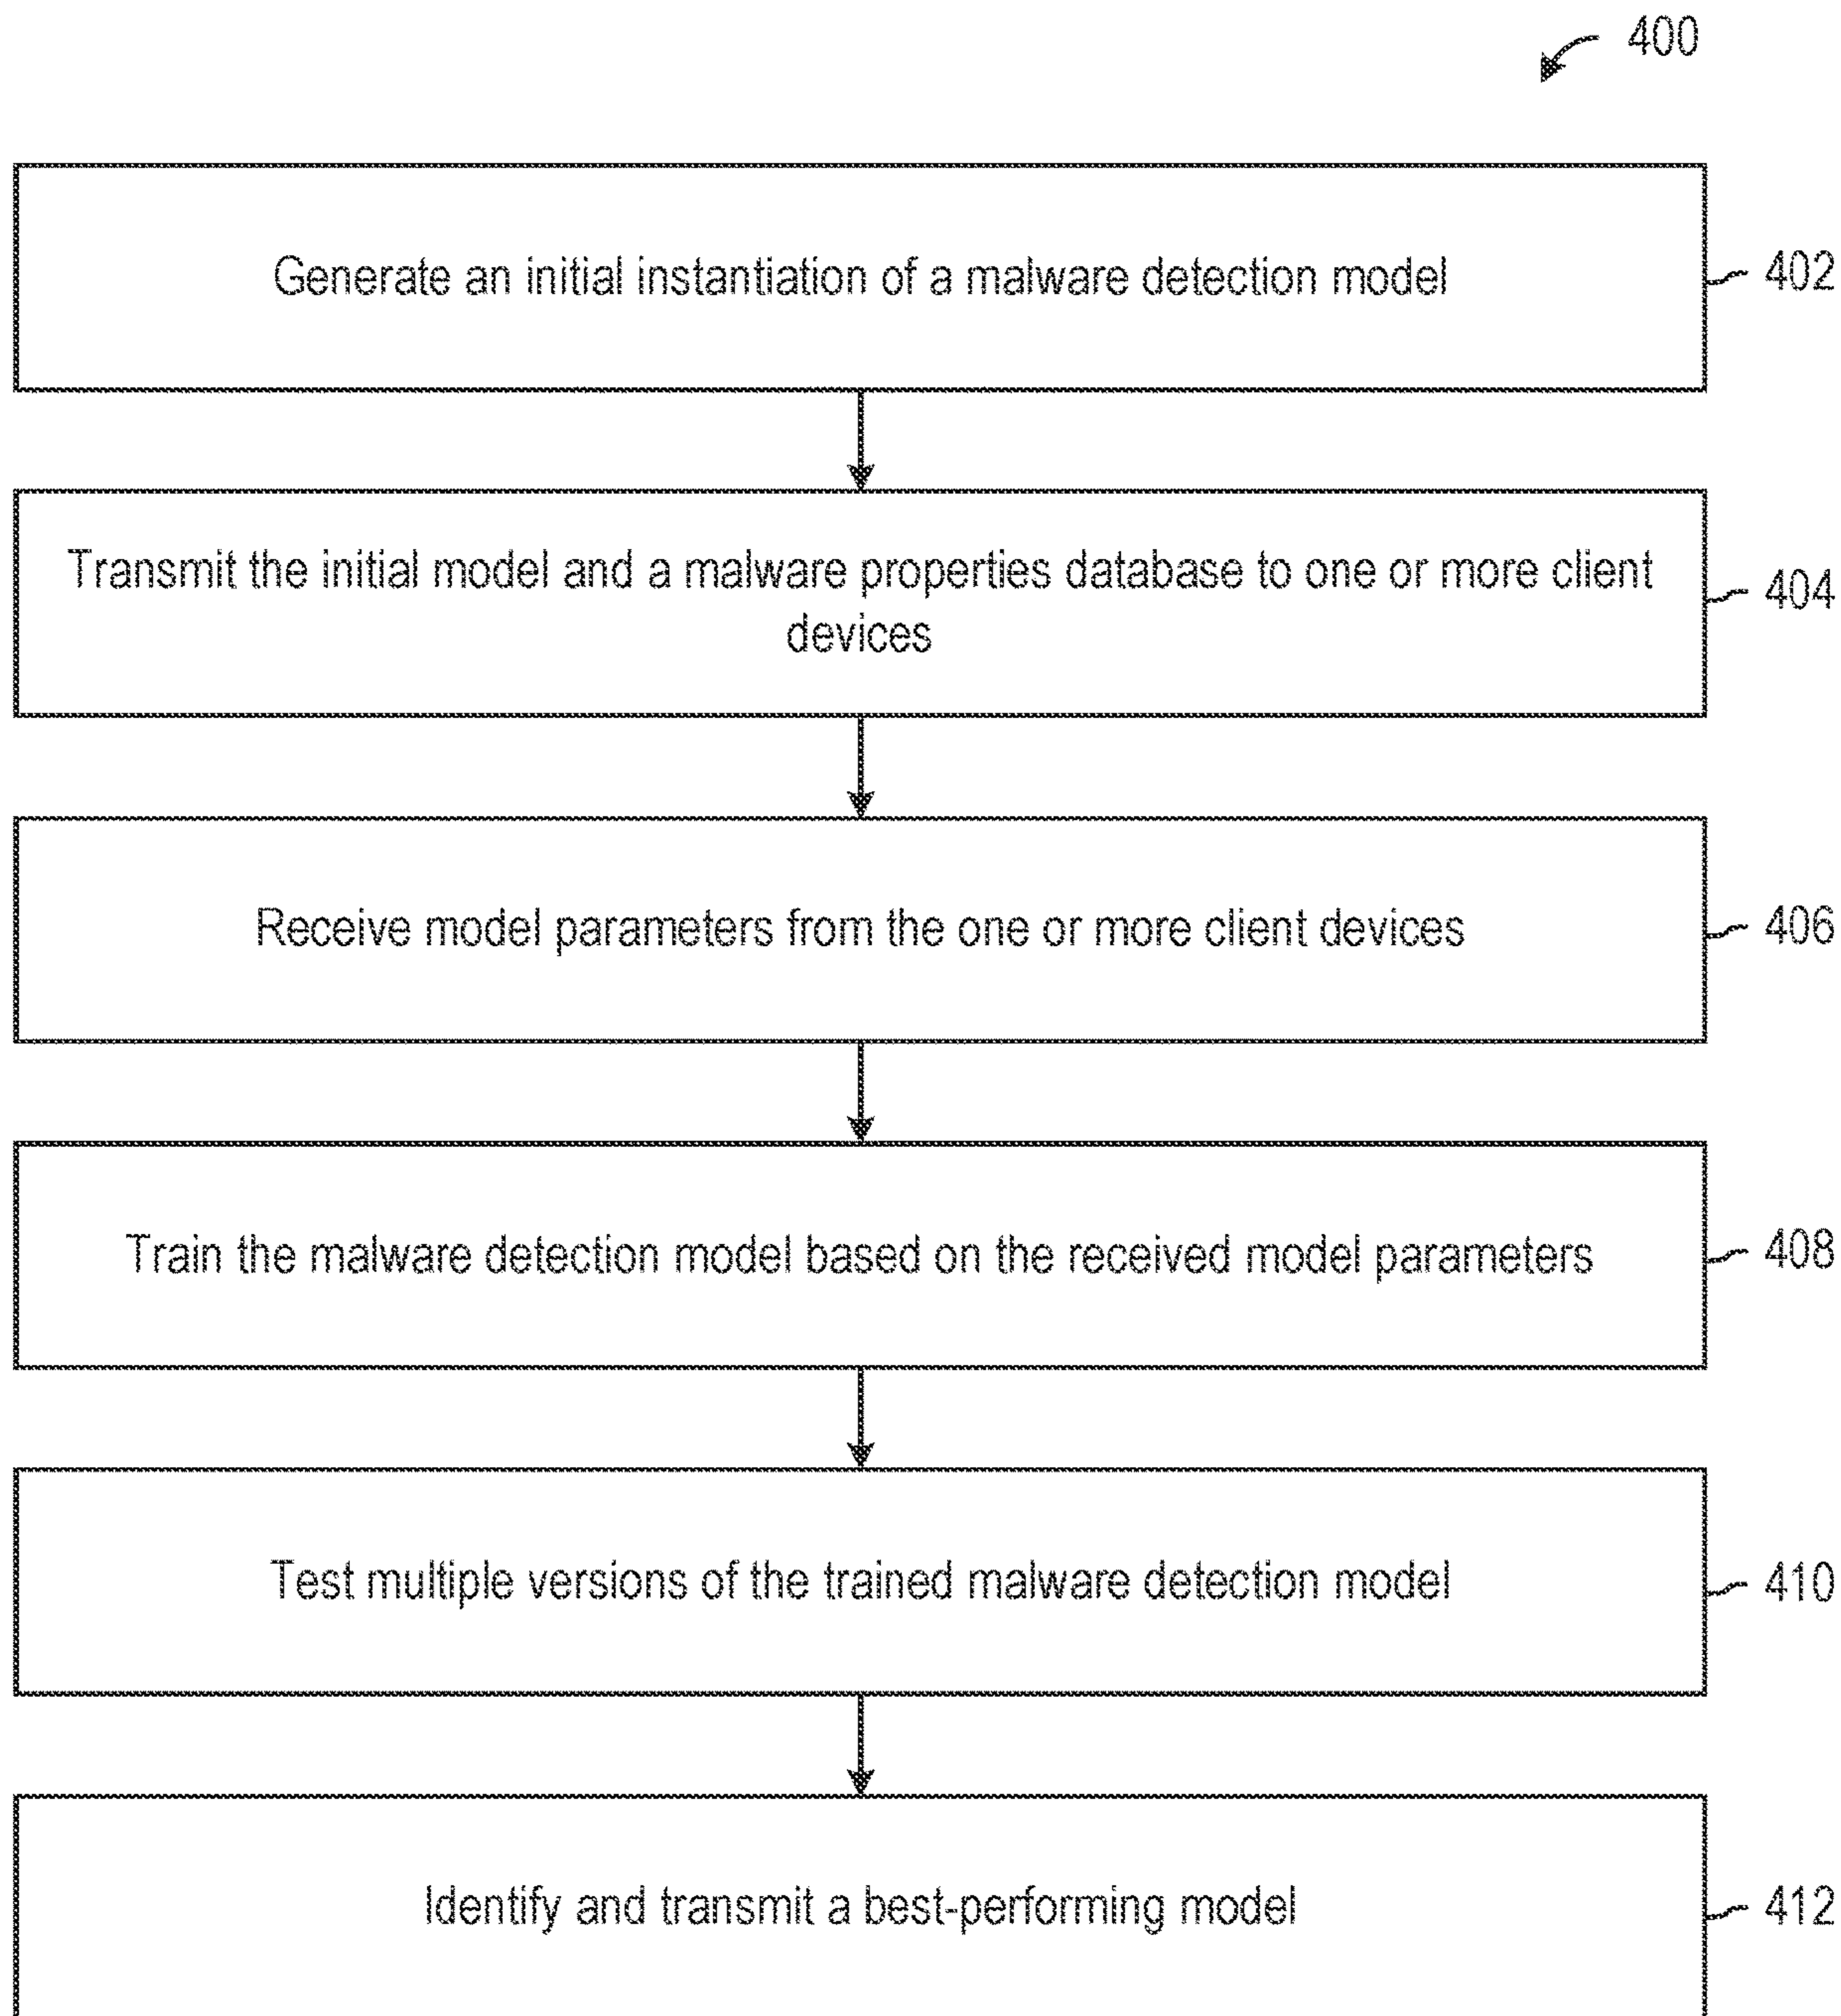 400
Generate an initial instantiation of a malware detection model
402
Transmit the initial model and a malware properties database to one or more client
devices
404
Receive model parameters from the one or more client devices
406
Train the malware detection model based on the received model parameters
408
Test multiple versions of the trained malware detection model
410
Identify and transmit a best-performing model
412